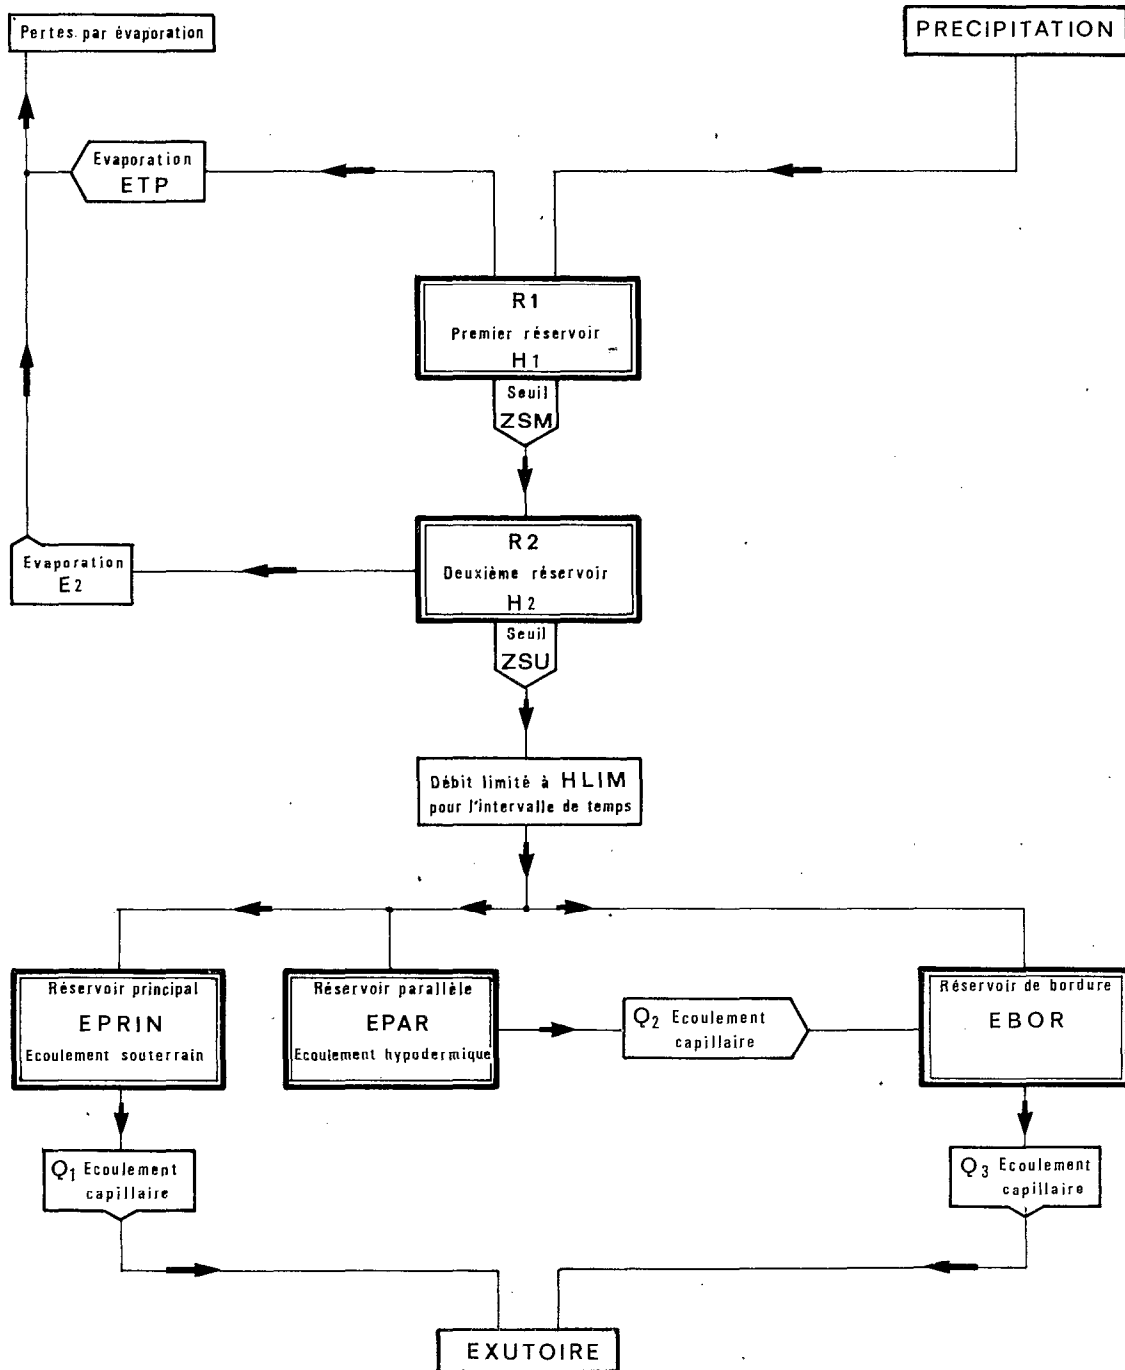 Pertes par évaporation
PRECIPITATION
Evaporation
ETP
R1
Premier réservoir
H1
Seuil
ZSM
R2
Deuxième réservoir
H2
Evaporation
E2
Seuil
ZSU
Débit limité à HLIM
pour l'intervalle de temps
Réservoir principal
EPRIN
Ecoulement souterrain
Réservoir parallèle
EPAR
Ecoulement hypodermique
Q2 Ecoulement
capillaire
Réservoir de bordure
EBOR
Q1 Ecoulement
capillaire
Q3 Ecoulement
capillaire
EXUTOIRE